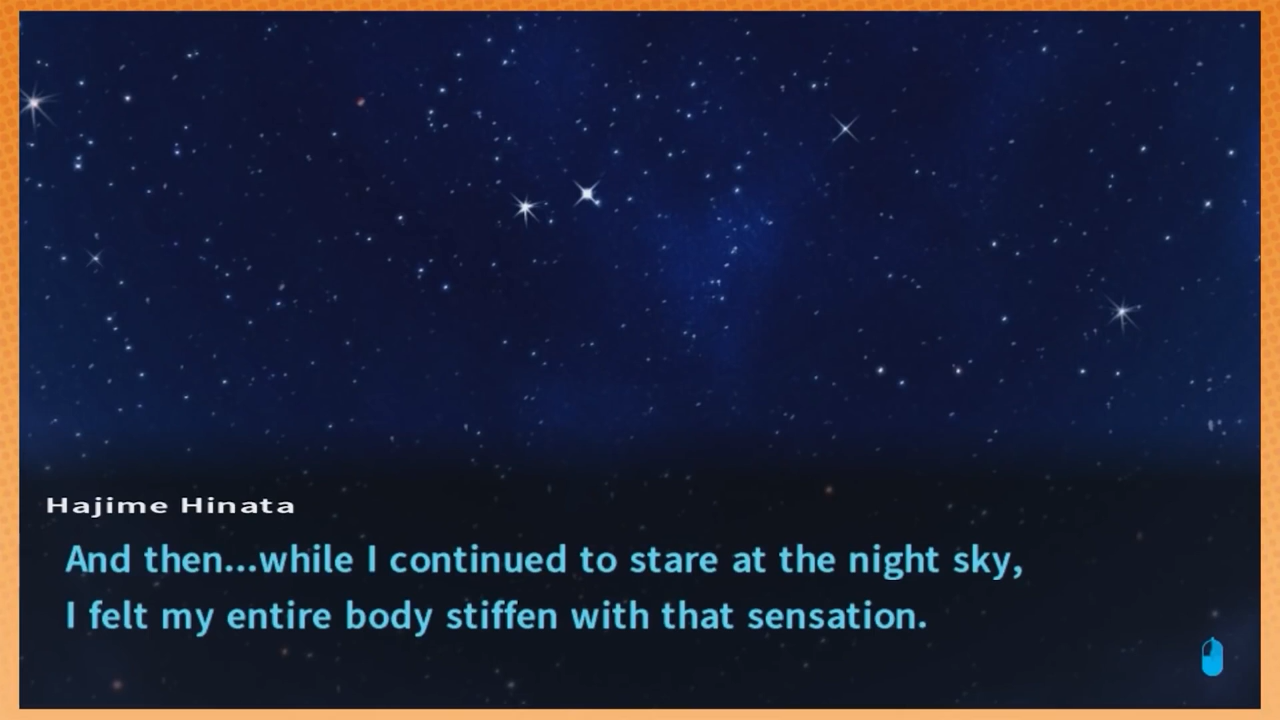 Hajime Hinata
And then...while I continued to stare at the night sky,
I felt my entire body stiffen with that sensation.